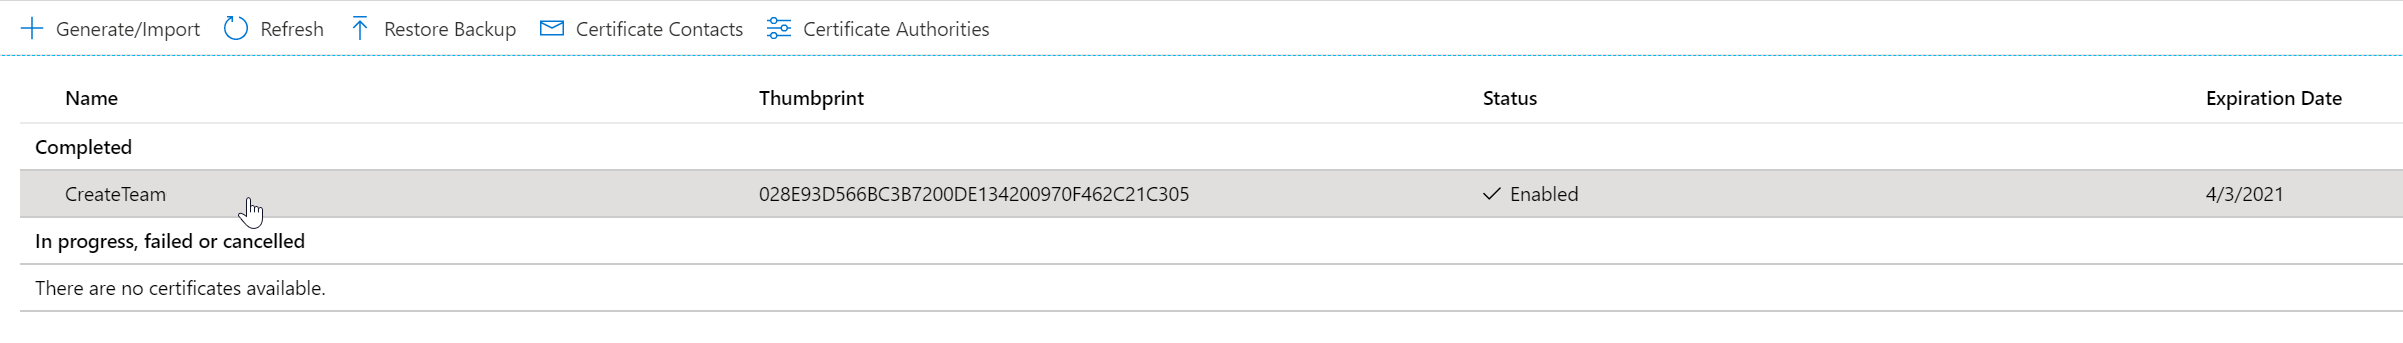 Generate/Import Refresh Restore Backup Certificate Contacts Certificate Authorities
Name Thumbprint Status Expiration Date
Completed
CreateTeam 028E93D566BC3B7200DE134200970F462C21C305 Enabled 4/3/2021
In progress, failed or cancelled
There are no certificates available.